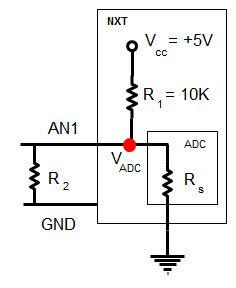 NXT
Vcc = +5V
R1 = 10K
AN1
ADC
VADC
R2
Rs
GND